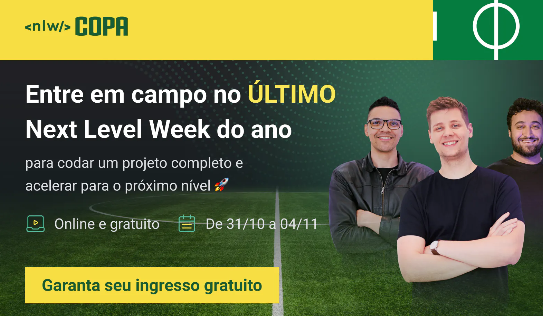 <nlw/> COPA
Entre em campo no ÚLTIMO
Next Level Week do ano
para codar um projeto completo e
acelerar para o próximo nível 🚀
Online e gratuito De 31/10 a 04/11
Garanta seu ingresso gratuito